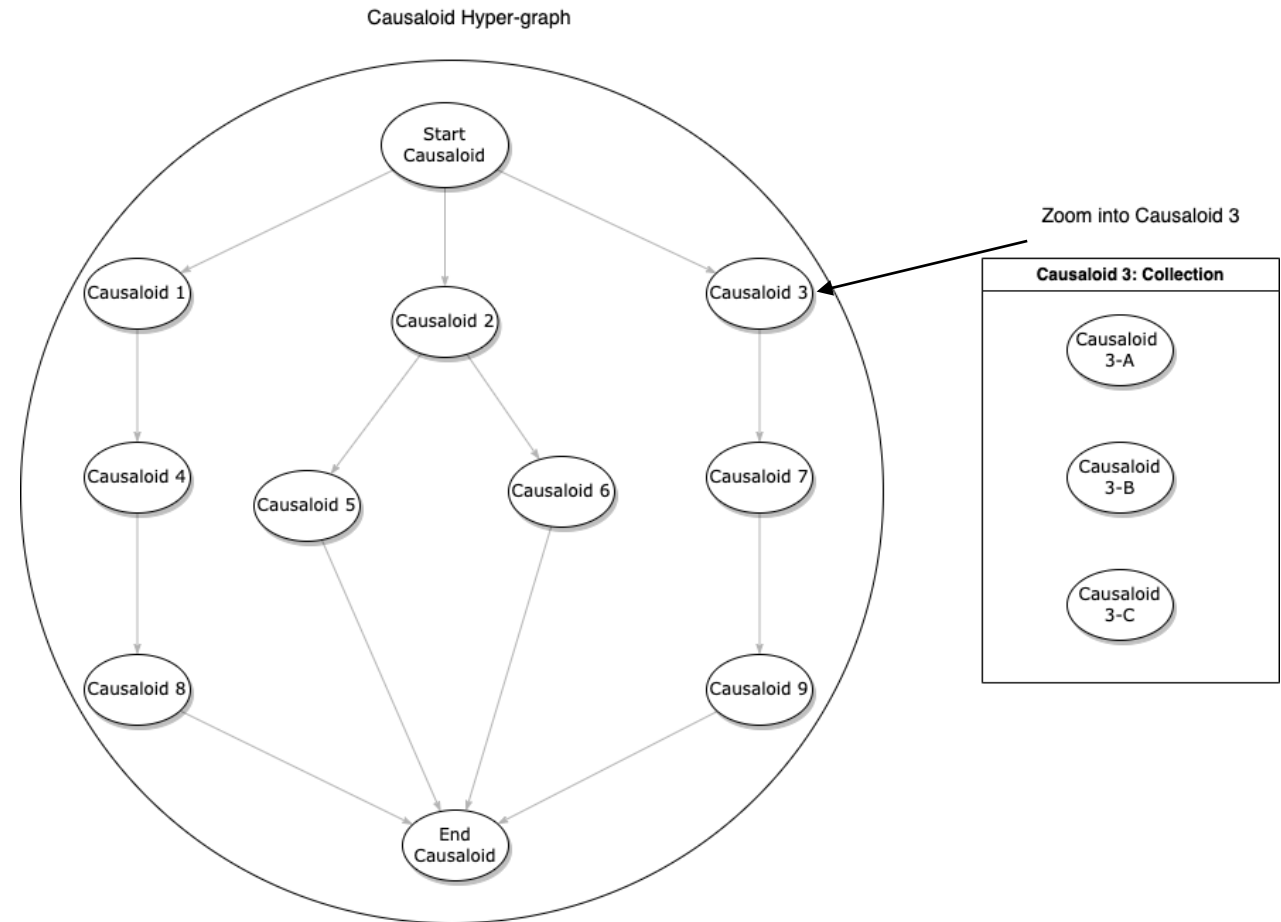 Causaloid Hyper-graph
Start
Causaloid
Zoom into Causaloid 3
Causaloid 3: Collection
Causaloid 1
Causaloid 2
Causaloid 3
Causaloid
3-A
Causaloid 4
Causaloid 5
Causaloid 6
Causaloid 7
Causaloid
3-B
Causaloid
3-C
Causaloid 8
Causaloid 9
End
Causaloid